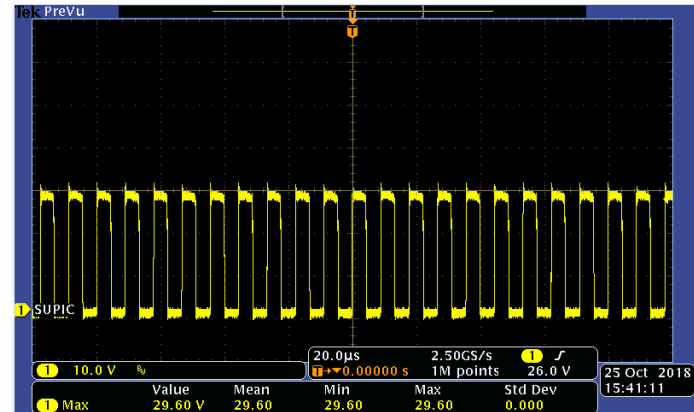 Tek PreVu
T
T
1 SUPIC
1 10.0 V BW
20.0µs 2.50GS/s 1
T→▼0.00000 s 1M points 26.0 V
Value Mean Min Max Std Dev
1 Max 29.60 V 29.60 29.60 29.60 0.000
25 Oct 2018
15:41:11